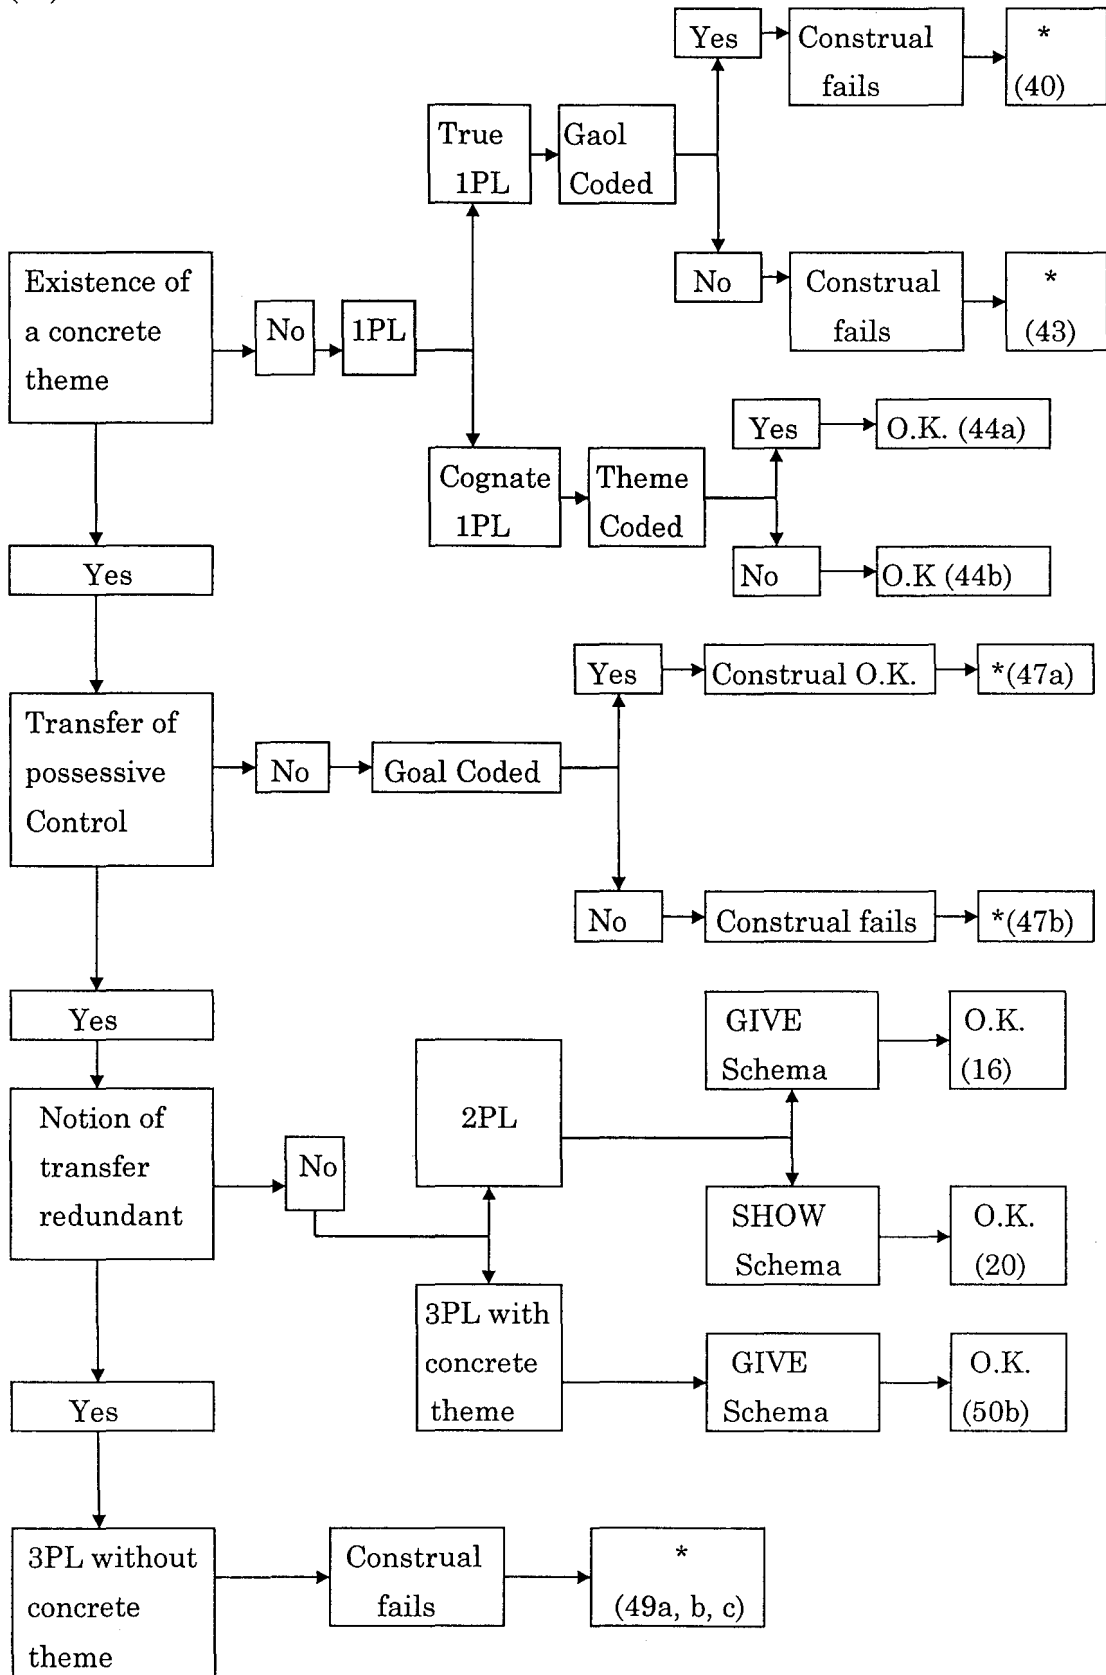 Yes
Construal
fails
*
(40)
True
1PL
Gaol
Coded
No
Construal
fails
*
(43)
Existence of
a concrete
theme
No
1PL
Cognate
1PL
Theme
Coded
Yes
O.K. (44a)
No
O.K (44b)
Yes
Transfer of
possessive
Control
No
Goal Coded
Yes
Construal O.K.
*(47a)
No
Construal fails
*(47b)
Yes
Notion of
transfer
redundant
No
2PL
GIVE
Schema
O.K.
(16)
SHOW
Schema
O.K.
(20)
3PL with
concrete
theme
GIVE
Schema
O.K.
(50b)
Yes
3PL without
concrete
theme
Construal
fails
*
(49a, b, c)